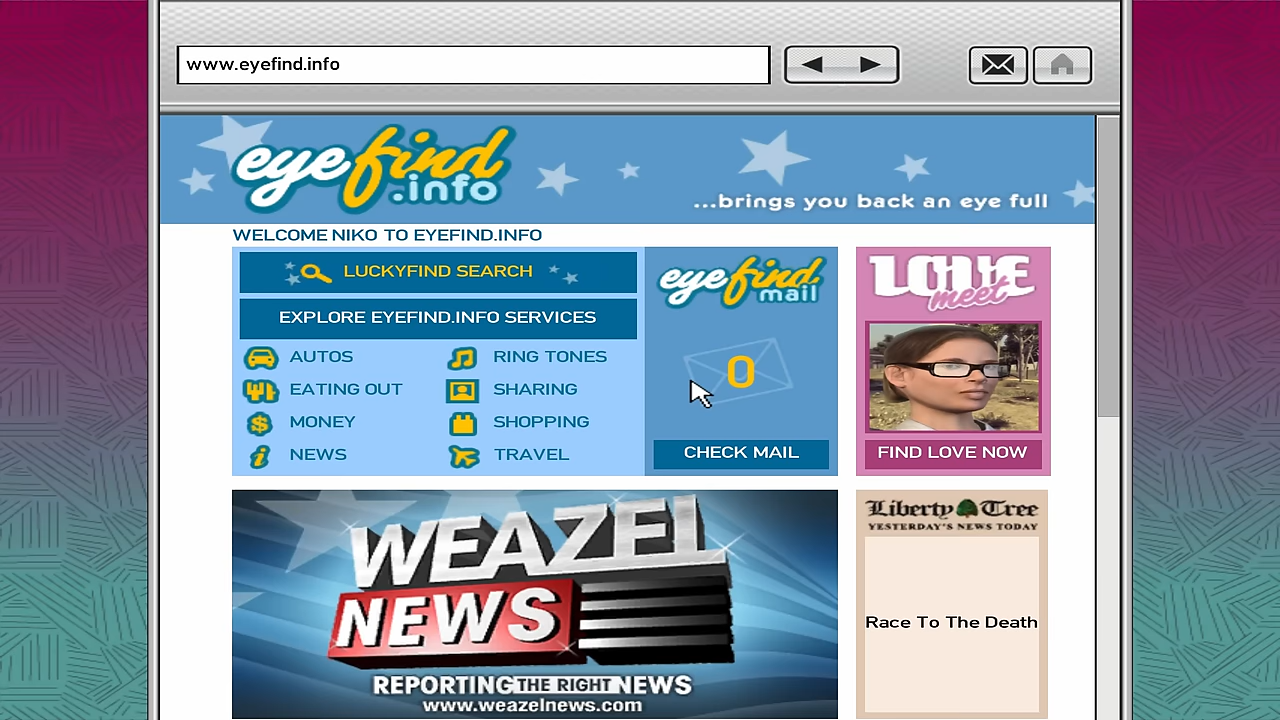 www.eyefind.info
eyefind
.info
...brings you back an eye full
WELCOME NIKO TO EYEFIND.INFO
LUCKYFIND SEARCH
EXPLORE EYEFIND.INFO SERVICES
AUTOS
RING TONES
EATING OUT
SHARING
MONEY
SHOPPING
NEWS
TRAVEL
eyefind
mail
0
CHECK MAIL
LOVE
meet
FIND LOVE NOW
WEAZEL
NEWS
REPORTING THE RIGHT NEWS
www.weazelnews.com
Liberty Tree
YESTERDAY'S NEWS TODAY
Race To The Death